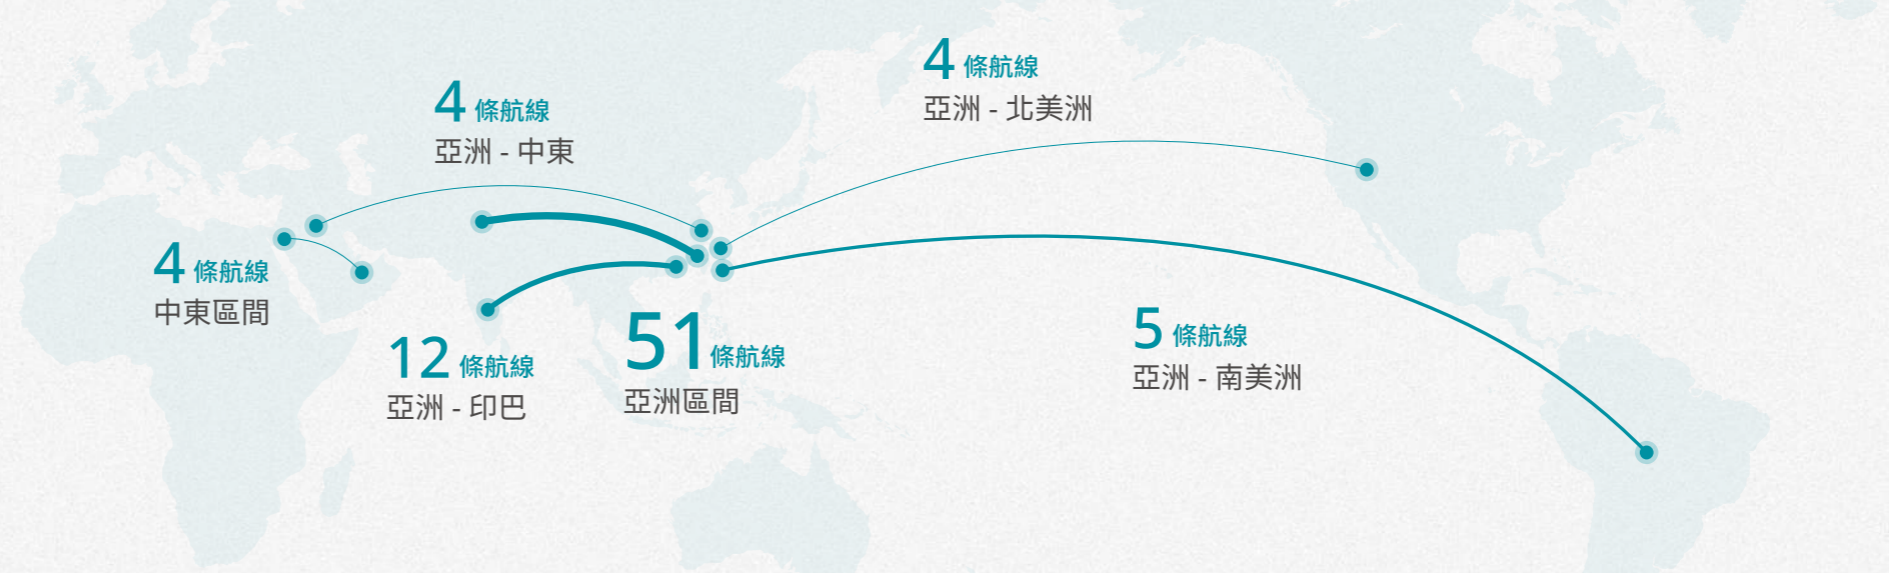 4 條航線
亞洲 - 北美洲
4 條航線
亞洲 - 中東
4 條航線
中東區間
12 條航線
亞洲 - 印巴
51 條航線
亞洲區間
5 條航線
亞洲 - 南美洲